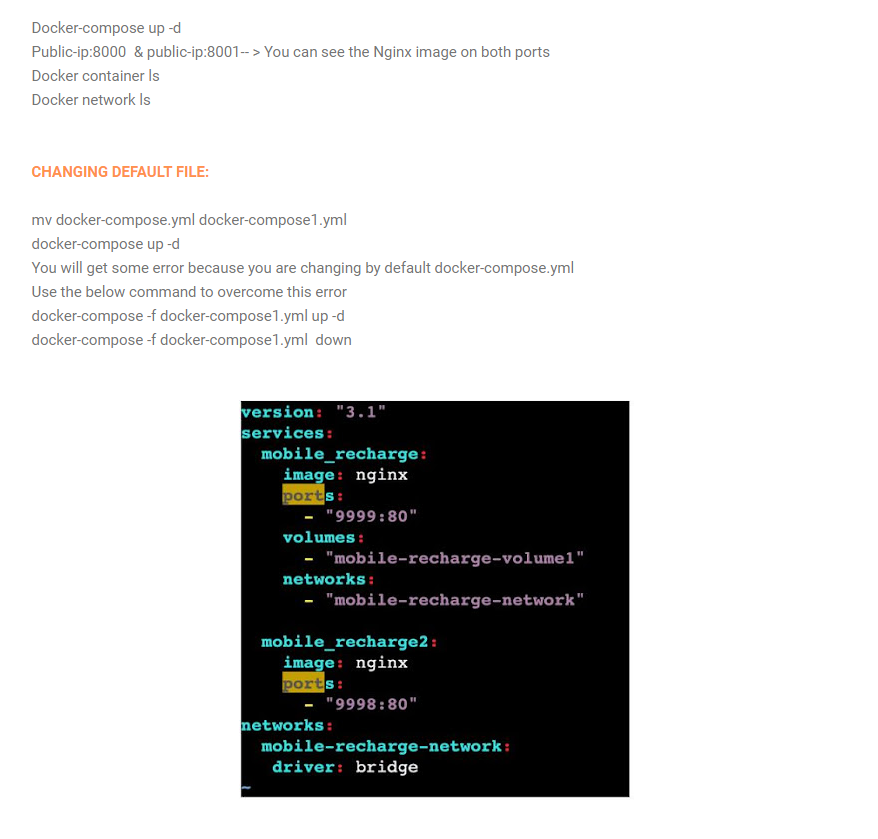 Docker-compose up -d
Public-ip:8000  & public-ip:8001-- > You can see the Nginx image on both ports
Docker container ls
Docker network ls
CHANGING DEFAULT FILE:
mv docker-compose.yml docker-compose1.yml
docker-compose up -d
You will get some error because you are changing by default docker-compose.yml
Use the below command to overcome this error
docker-compose -f docker-compose1.yml up -d
docker-compose -f docker-compose1.yml  down
version: "3.1"
services:
  mobile_recharge:
    image: nginx
    ports:
      - "9999:80"
    volumes:
      - "mobile-recharge-volume1"
    networks:
      - "mobile-recharge-network"
  mobile_recharge2:
    image: nginx
    ports:
      - "9998:80"
networks:
  mobile-recharge-network:
   driver: bridge
~